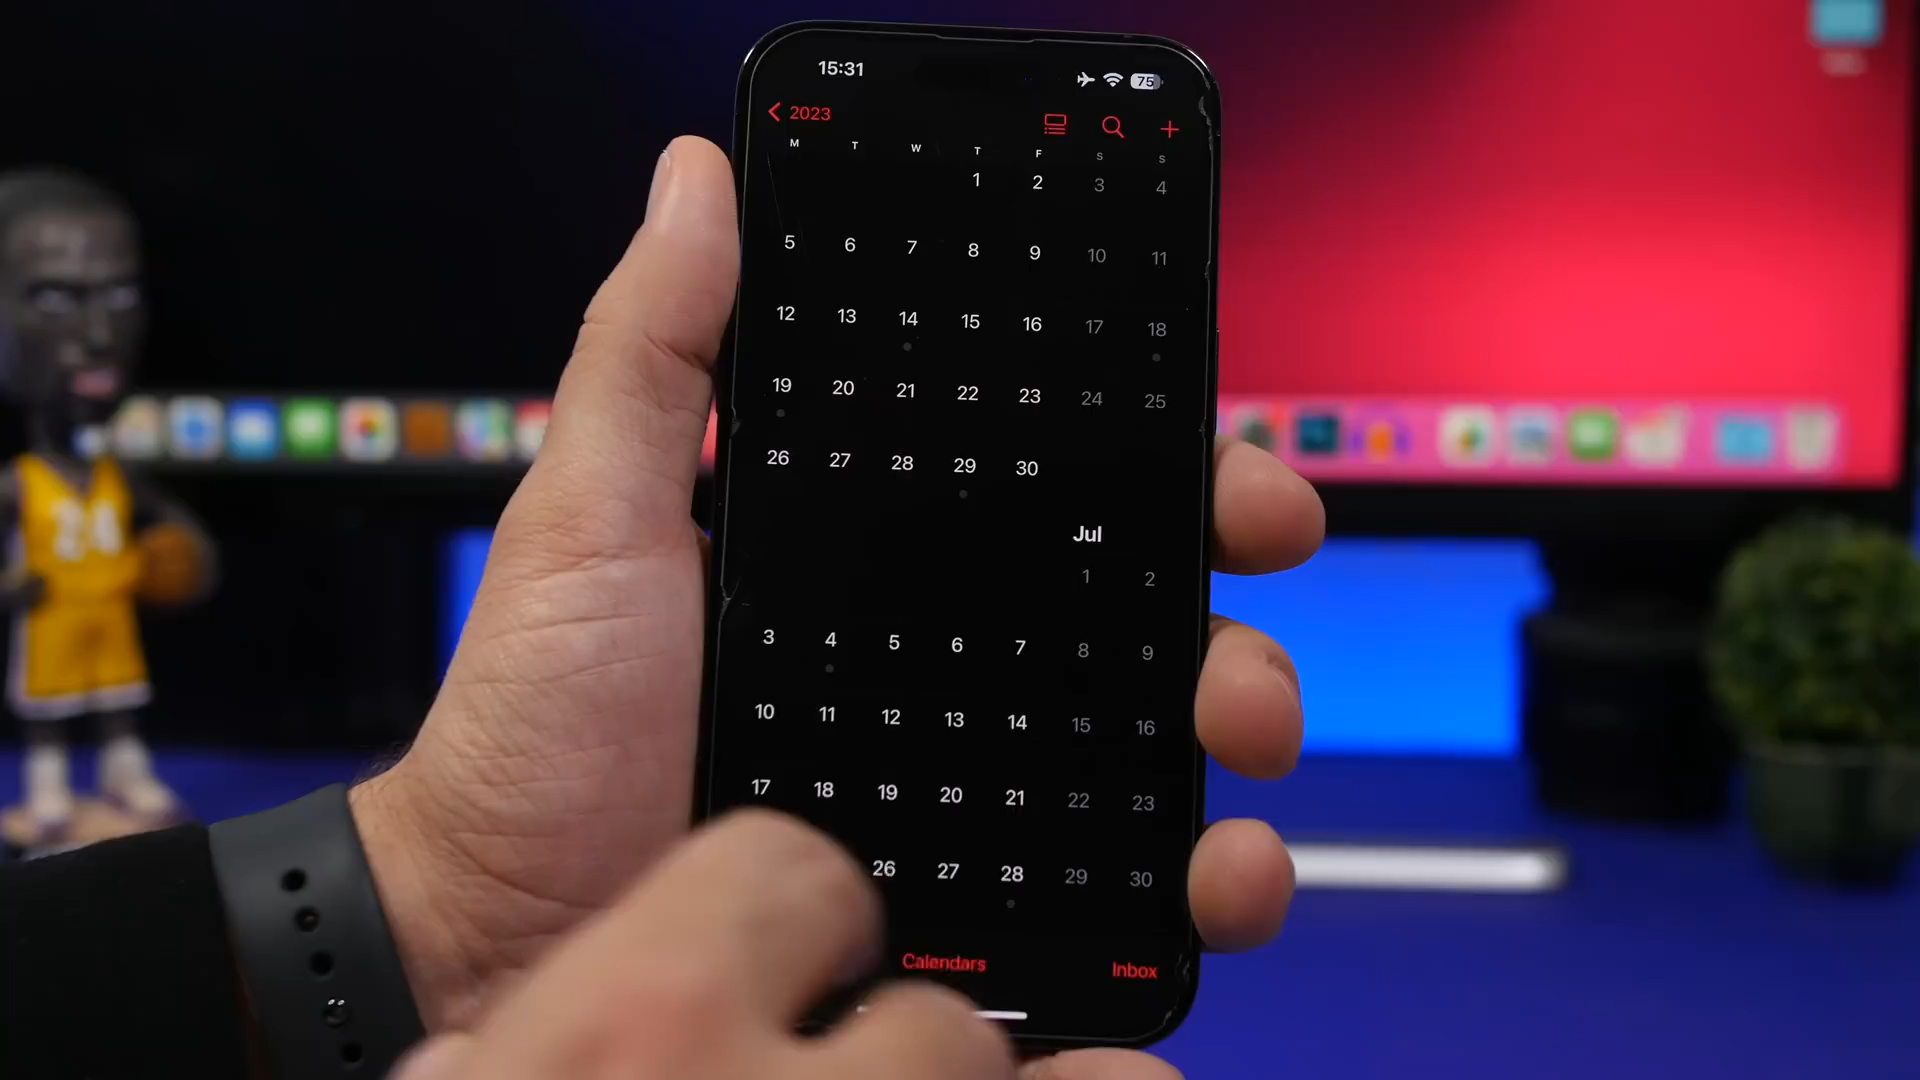 15:31
75
2023
M T W T F S S
1 2 3 4
5 6 7 8 9 10 11
12 13 14 15 16 17 18
19 20 21 22 23 24 25
26 27 28 29 30
Jul
1 2
3 4 5 6 7 8 9
10 11 12 13 14 15 16
17 18 19 20 21 22 23
26 27 28 29 30
Calendars Inbox
24